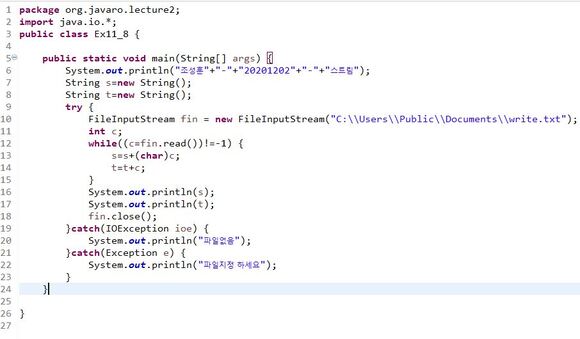 1 package org.javaro.lecture2;
2 import java.io.*;
3 public class Ex11_8 {
4
5 public static void main(String[] args) {
6 System.out.println("조성훈"+"-"+"20201202"+"-"+"스트림");
7 String s=new String();
8 String t=new String();
9 try {
10 FileInputStream fin = new FileInputStream("C:\\Users\\Public\\Documents\\write.txt");
11 int c;
12 while((c=fin.read())!=-1) {
13 s=s+(char)c;
14 t=t+c;
15 }
16 System.out.println(s);
17 System.out.println(t);
18 fin.close();
19 }catch(IOException ioe) {
20 System.out.println("파일없음");
21 }catch(Exception e) {
22 System.out.println("파일지정 하세요");
23 }
24 }
25
26 }
27